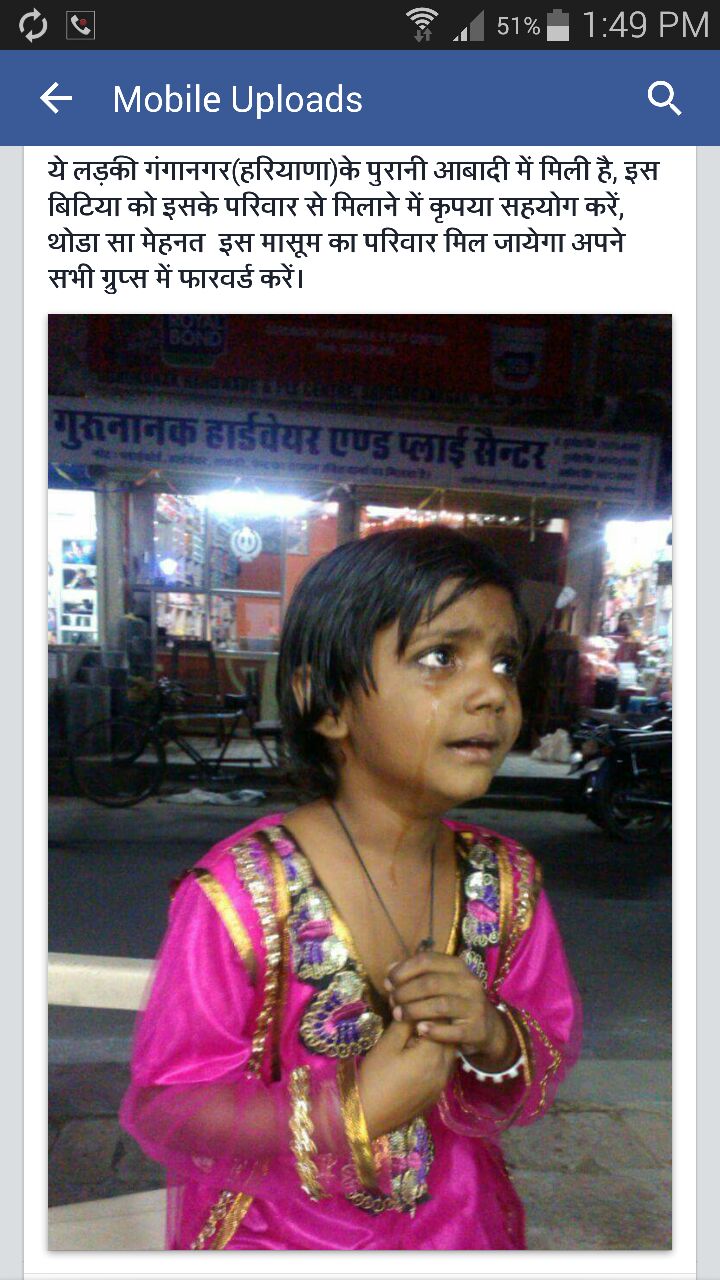 51% 1:49 PM
Mobile Uploads
ये लड़की गंगानगर(हरियाणा)के पुरानी आबादी में मिली है, इस
बिटिया को इसके परिवार से मिलाने में कृपया सहयोग करें,
थोडा सा मेहनत  इस मासूम का परिवार मिल जायेगा अपने
सभी ग्रुप्स में फारवर्ड करें।
ROYAL
BOND
गुरूनानक हार्डवेयर एण्ड प्लाई सैन्टर